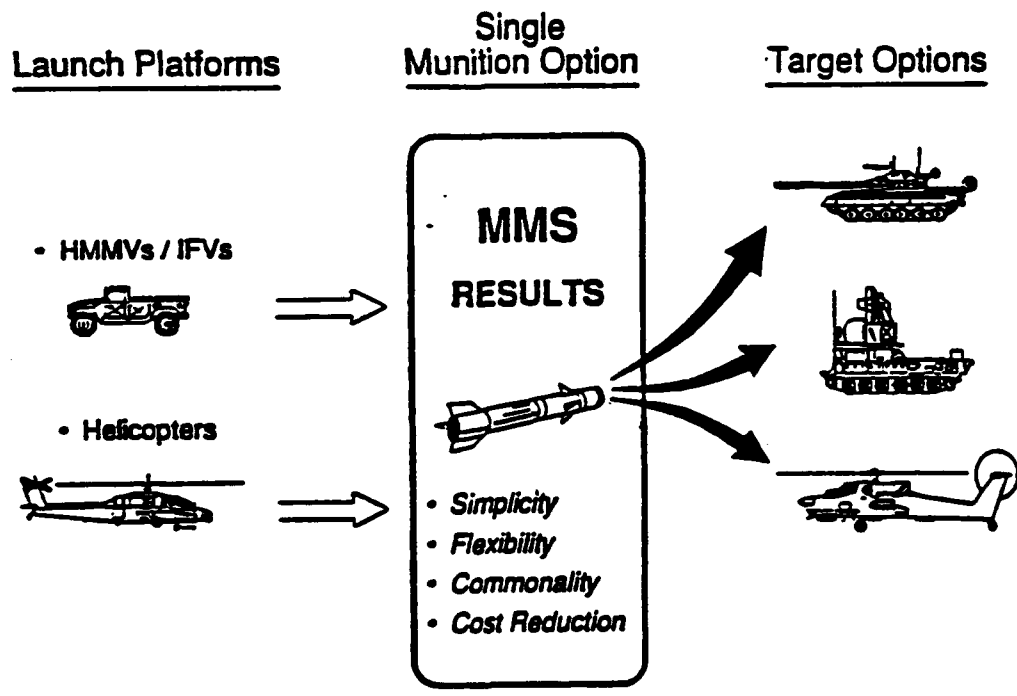 Launch Platforms
Single
Munition Option
Target Options
• HMMVs / IFVs
• Helicopters
MMS
RESULTS
• Simplicity
• Flexibility
• Commonality
• Cost Reduction